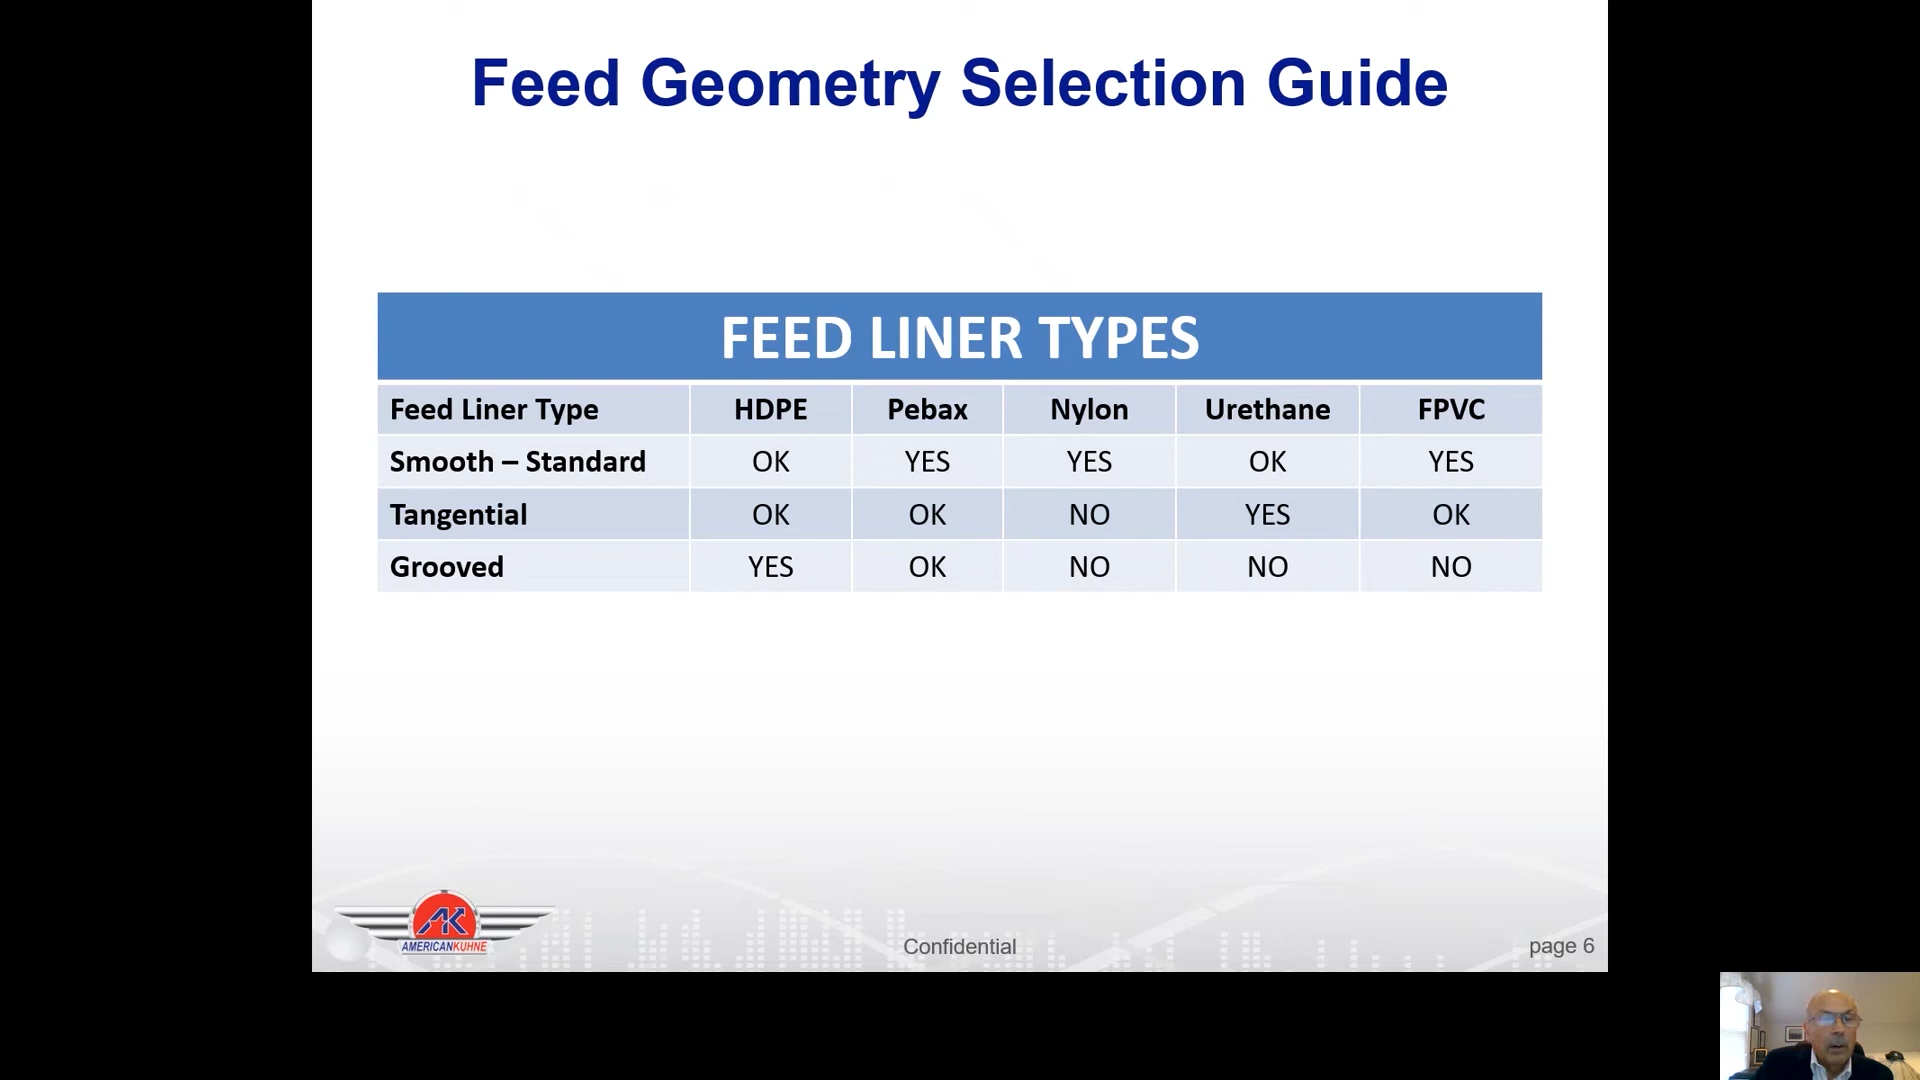 Feed Geometry Selection Guide
FEED LINER TYPES
Feed Liner Type HDPE Pebax Nylon Urethane FPVC
Smooth – Standard OK YES YES OK YES
Tangential OK OK NO YES OK
Grooved YES OK NO NO NO
AK
AMERICANKUHNE
Confidential
page 6